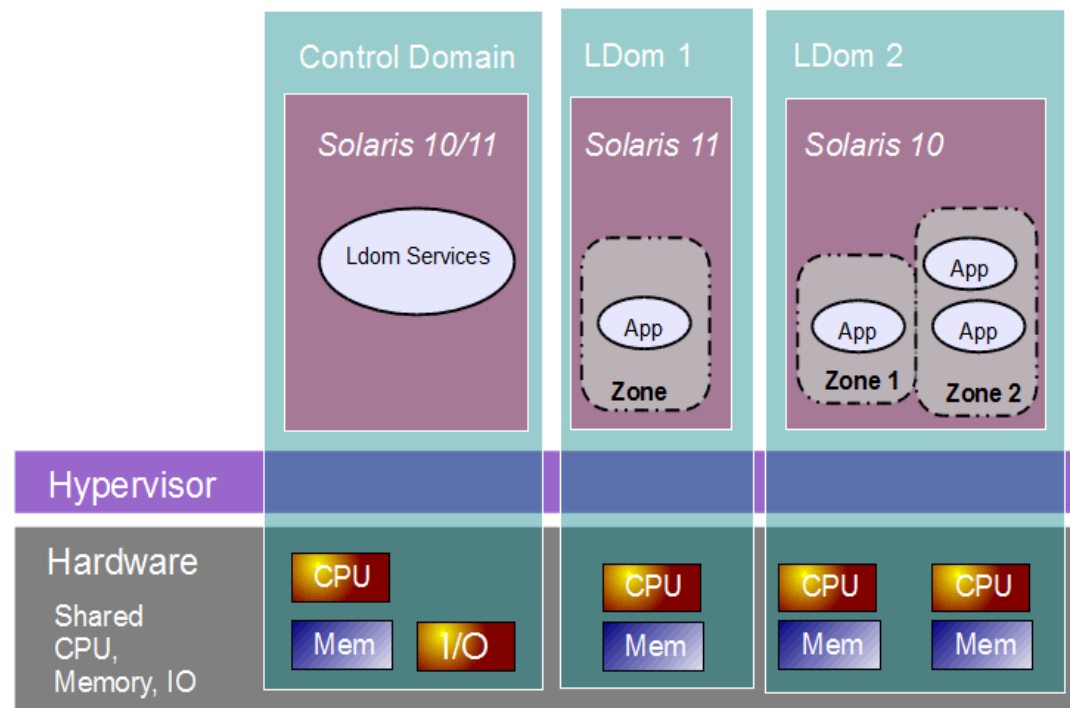 Control Domain
LDom 1
LDom 2
Solaris 10/11
Solaris 11
Solaris 10
Ldom Services
App
App
App
App
Zone
Zone 1
Zone 2
Hypervisor
Hardware
Shared
CPU,
Memory, IO
CPU
Mem
I/O
CPU
Mem
CPU
Mem
CPU
Mem